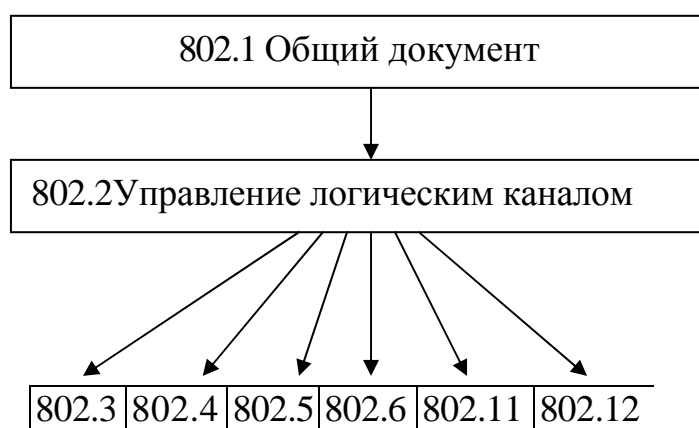 802.1 Общий документ
802.2Управление логическим каналом
802.3 802.4 802.5 802.6 802.11 802.12